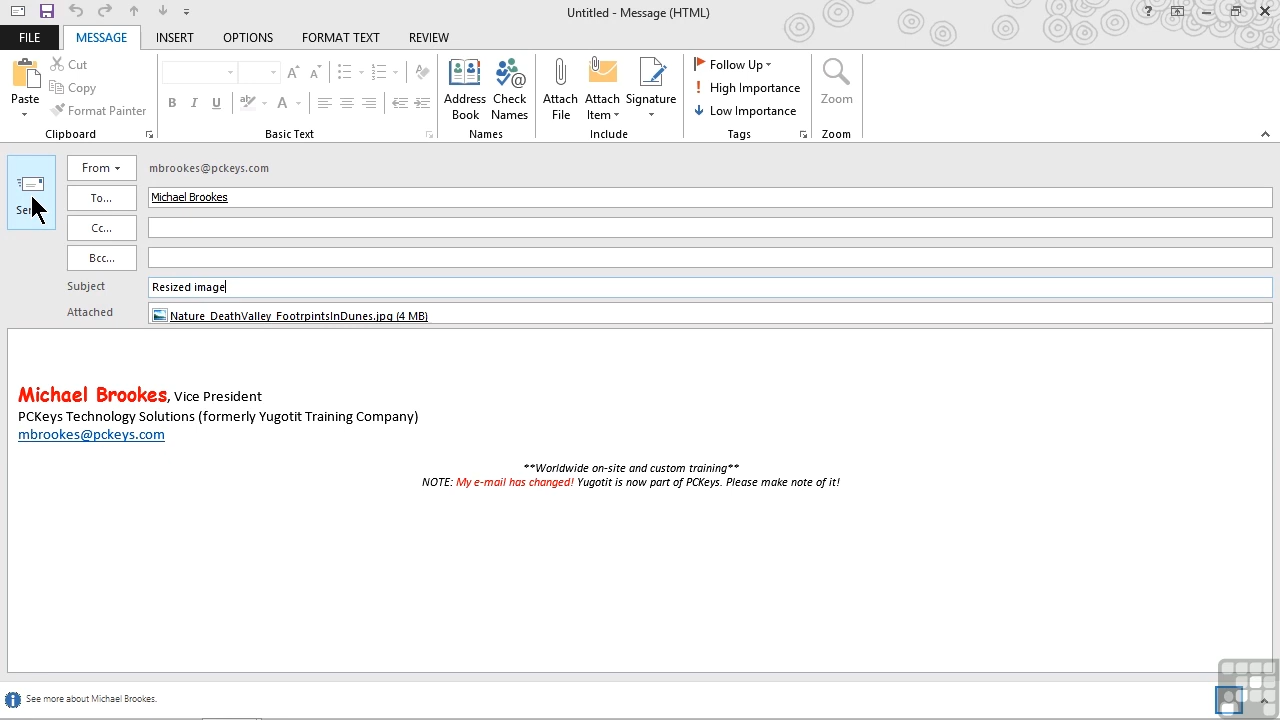 Untitled - Message (HTML)
?
FILE MESSAGE INSERT OPTIONS FORMAT TEXT REVIEW
Paste
Cut
Copy
Format Painter
Clipboard
B I U ab A
A A
1 2 3
Basic Text
Address Book
Check Names
Names
Attach File
Attach Item
Signature
Include
Follow Up
High Importance
Low Importance
Tags
Zoom
Zoom
From
mbrookes@pckeys.com
To...
Michael Brookes
Cc...
Bcc...
Subject
Resized image
Attached
Nature_DeathValley_FootrpintsInDunes.jpg (4 MB)
Michael Brookes, Vice President
PCKeys Technology Solutions (formerly Yugotit Training Company)
mbrookes@pckeys.com
**Worldwide on-site and custom training**
NOTE: My e-mail has changed! Yugotit is now part of PCKeys. Please make note of it!
See more about Michael Brookes.